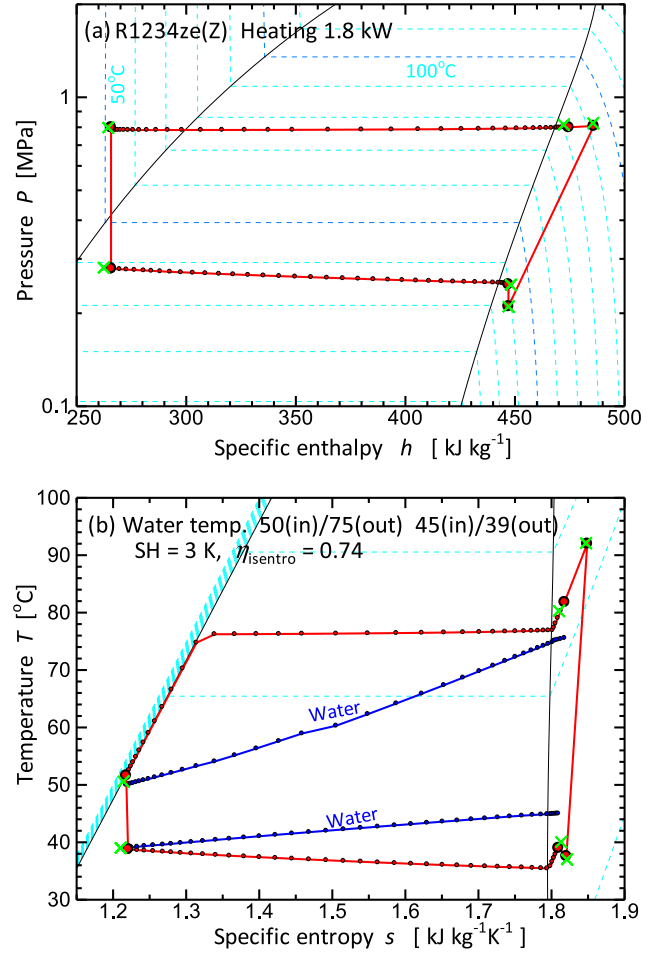 (a) R1234ze(Z) Heating 1.8 kW
50°C
100°C
1
0.1
Pressure P [MPa]
250 300 350 400 450 500
Specific enthalpy h [ kJ kg⁻¹]
(b) Water temp. 50(in)/75(out) 45(in)/39(out)
SH = 3 K, ηisentro = 0.74
100
90
80
70
60
50
40
30
Temperature T [°C]
Water
Water
1.2 1.3 1.4 1.5 1.6 1.7 1.8 1.9
Specific entropy s [ kJ kg⁻¹K⁻¹]